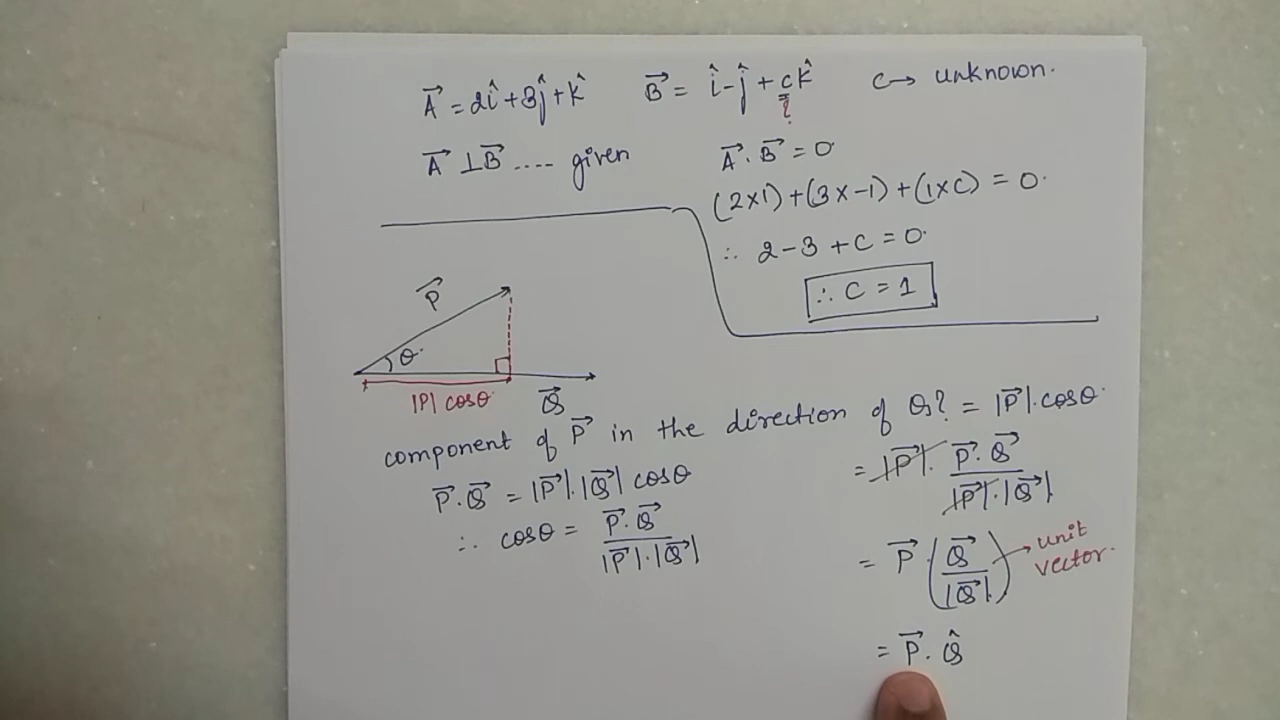 A⃗ = 2î + 3ĵ + k̂    B⃗ = î - ĵ + ck̂    c → unknown.
?
A⃗ ⊥ B⃗ .... given    A⃗ · B⃗ = 0
(2×1) + (3×-1) + (1×c) = 0.
∴ 2 - 3 + c = 0.
∴ c = 1
P⃗
θ
|P| cosθ    Q⃗
component of P⃗ in the direction of Q? = |P⃗|.cosθ.
P⃗.Q⃗ = |P⃗|.|Q⃗| cosθ
∴ cosθ = P⃗.Q⃗ / |P⃗|.|Q⃗|
= |P⃗|. P⃗.Q⃗ / |P⃗|.|Q⃗|
= P⃗ . (Q⃗ / |Q⃗|) → unit vector.
= P⃗ . Q̂